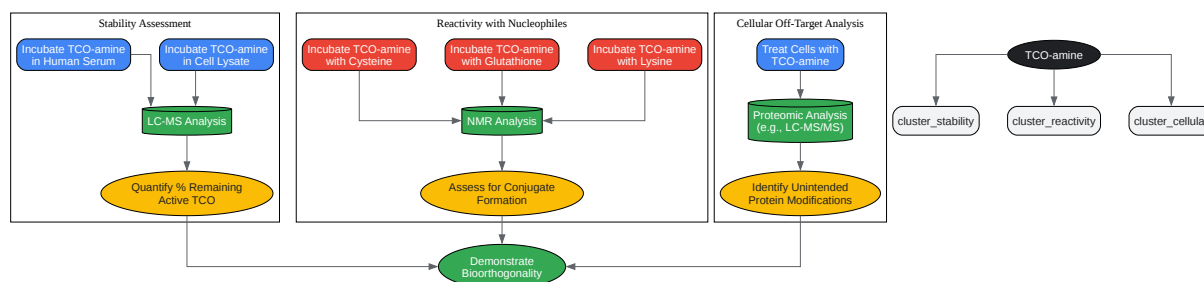 Stability Assessment
Incubate TCO-amine
in Human Serum
Incubate TCO-amine
in Cell Lysate
LC-MS Analysis
Quantify % Remaining
Active TCO
Reactivity with Nucleophiles
Incubate TCO-amine
with Cysteine
Incubate TCO-amine
with Glutathione
Incubate TCO-amine
with Lysine
NMR Analysis
Assess for Conjugate
Formation
Cellular Off-Target Analysis
Treat Cells with
TCO-amine
Proteomic Analysis
(e.g., LC-MS/MS)
Identify Unintended
Protein Modifications
Demonstrate
Bioorthogonality
TCO-amine
cluster_stability
cluster_reactivity
cluster_cellular